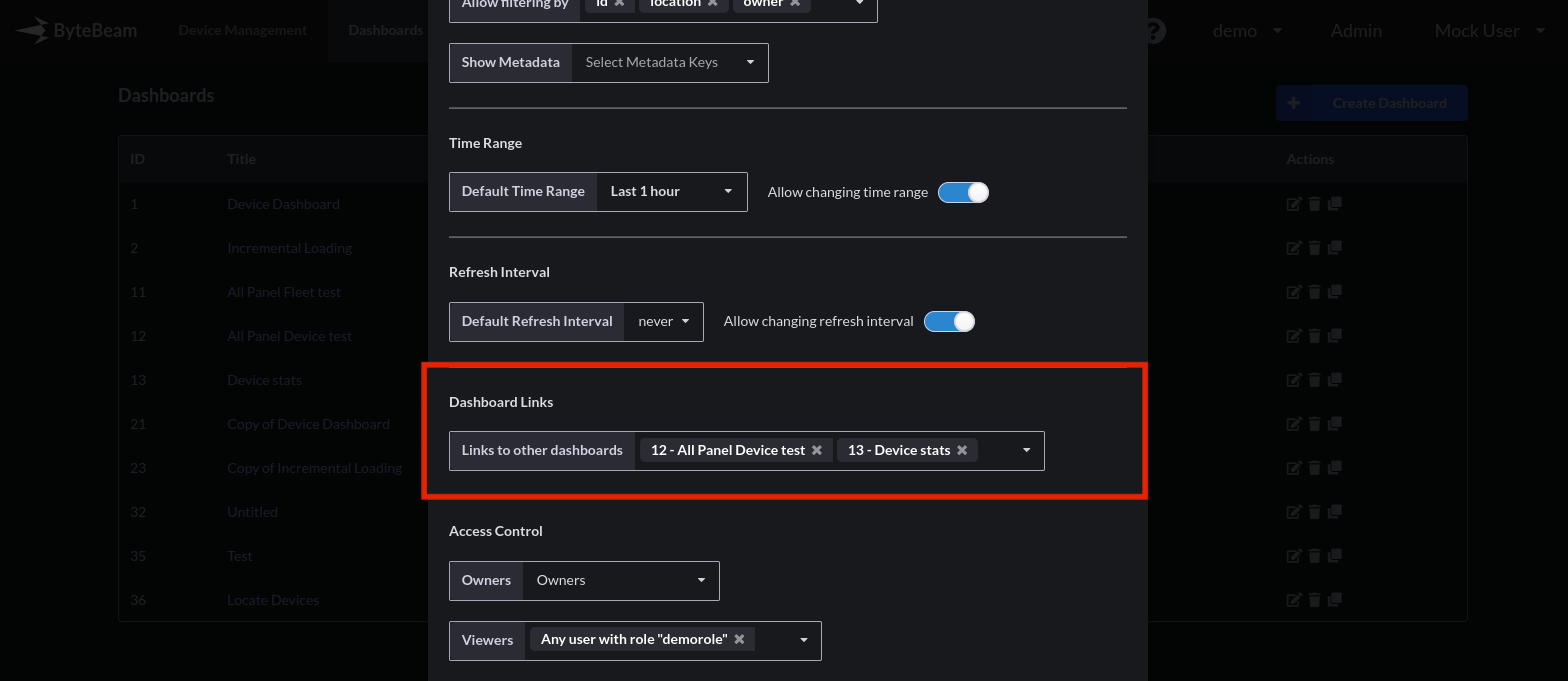 Allow filtering by id location owner
ByteBeam Device Management Dashboards demo Admin Mock User
Show Metadata Select Metadata Keys
Dashboards Create Dashboard
ID Title Actions
Time Range
Default Time Range Last 1 hour Allow changing time range
1 Device Dashboard
2 Incremental Loading
Refresh Interval
11 All Panel Fleet test
Default Refresh Interval never Allow changing refresh interval
12 All Panel Device test
13 Device stats
Dashboard Links
21 Copy of Device Dashboard
Links to other dashboards 12 - All Panel Device test 13 - Device stats
23 Copy of Incremental Loading
32 Untitled
Access Control
35 Test
Owners Owners
36 Locate Devices
Viewers Any user with role "demorole"